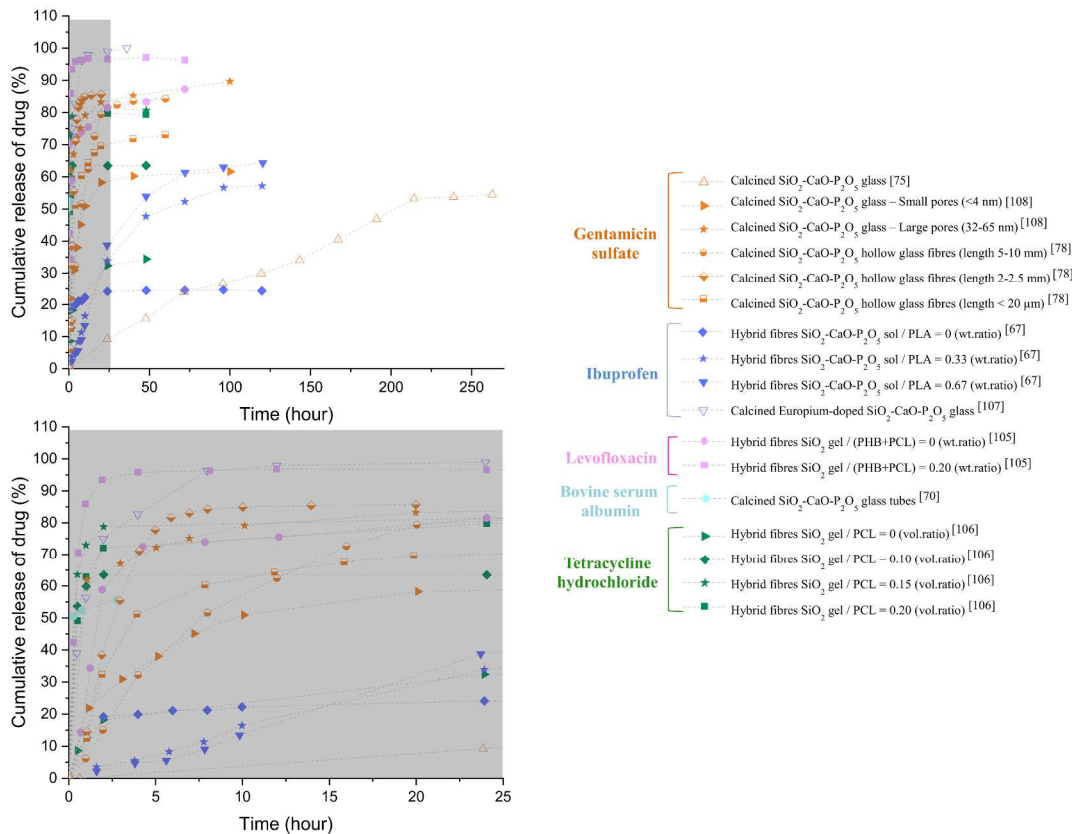 110
100
90
80
70
60
50
40
30
20
10
0
Cumulative release of drug (%)
0 50 100 150 200 250
Time (hour)
110
100
90
80
70
60
50
40
30
20
10
0
Cumulative release of drug (%)
0 5 10 15 20 25
Time (hour)
Gentamicin
sulfate
Calcined SiO₂-CaO-P₂O₅ glass [75]
Calcined SiO₂-CaO-P₂O₅ glass – Small pores (<4 nm) [108]
Calcined SiO₂-CaO-P₂O₅ glass – Large pores (32-65 nm) [108]
Calcined SiO₂-CaO-P₂O₅ hollow glass fibres (length 5-10 mm) [78]
Calcined SiO₂-CaO-P₂O₅ hollow glass fibres (length 2-2.5 mm) [78]
Calcined SiO₂-CaO-P₂O₅ hollow glass fibres (length < 20 μm) [78]
Ibuprofen
Hybrid fibres SiO₂-CaO-P₂O₅ sol / PLA = 0 (wt.ratio) [67]
Hybrid fibres SiO₂-CaO-P₂O₅ sol / PLA = 0.33 (wt.ratio) [67]
Hybrid fibres SiO₂-CaO-P₂O₅ sol / PLA = 0.67 (wt.ratio) [67]
Calcined Europium-doped SiO₂-CaO-P₂O₅ glass [107]
Levofloxacin
Hybrid fibres SiO₂ gel / (PHB+PCL) = 0 (wt.ratio) [105]
Hybrid fibres SiO₂ gel / (PHB+PCL) = 0.20 (wt.ratio) [105]
Bovine serum
albumin
Calcined SiO₂-CaO-P₂O₅ glass tubes [70]
Tetracycline
hydrochloride
Hybrid fibres SiO₂ gel / PCL = 0 (vol.ratio) [106]
Hybrid fibres SiO₂ gel / PCL = 0.10 (vol.ratio) [106]
Hybrid fibres SiO₂ gel / PCL = 0.15 (vol.ratio) [106]
Hybrid fibres SiO₂ gel / PCL = 0.20 (vol.ratio) [106]